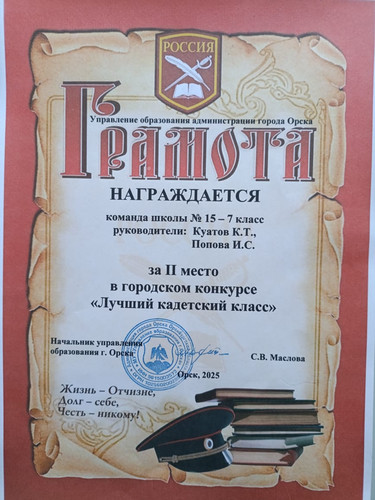 РОССИЯ
Управление образования администрации города Орска
ГРАМОТА
НАГРАЖДАЕТСЯ
команда школы № 15 – 7 класс
руководители: Куатов К.Т.,
Попова И.С.
за II место
в городском конкурсе
«Лучший кадетский класс»
Начальник управления
образования г. Орска
С.В. Маслова
Орск, 2025
Жизнь – Отчизне,
Долг – себе,
Честь – никому!